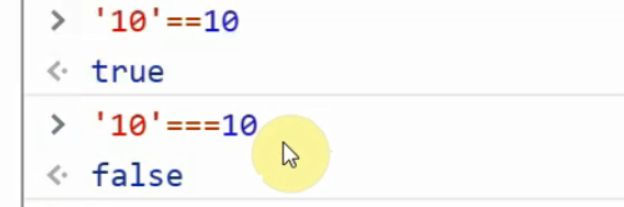 > '10'==10
<· true
> '10'===10
<· false